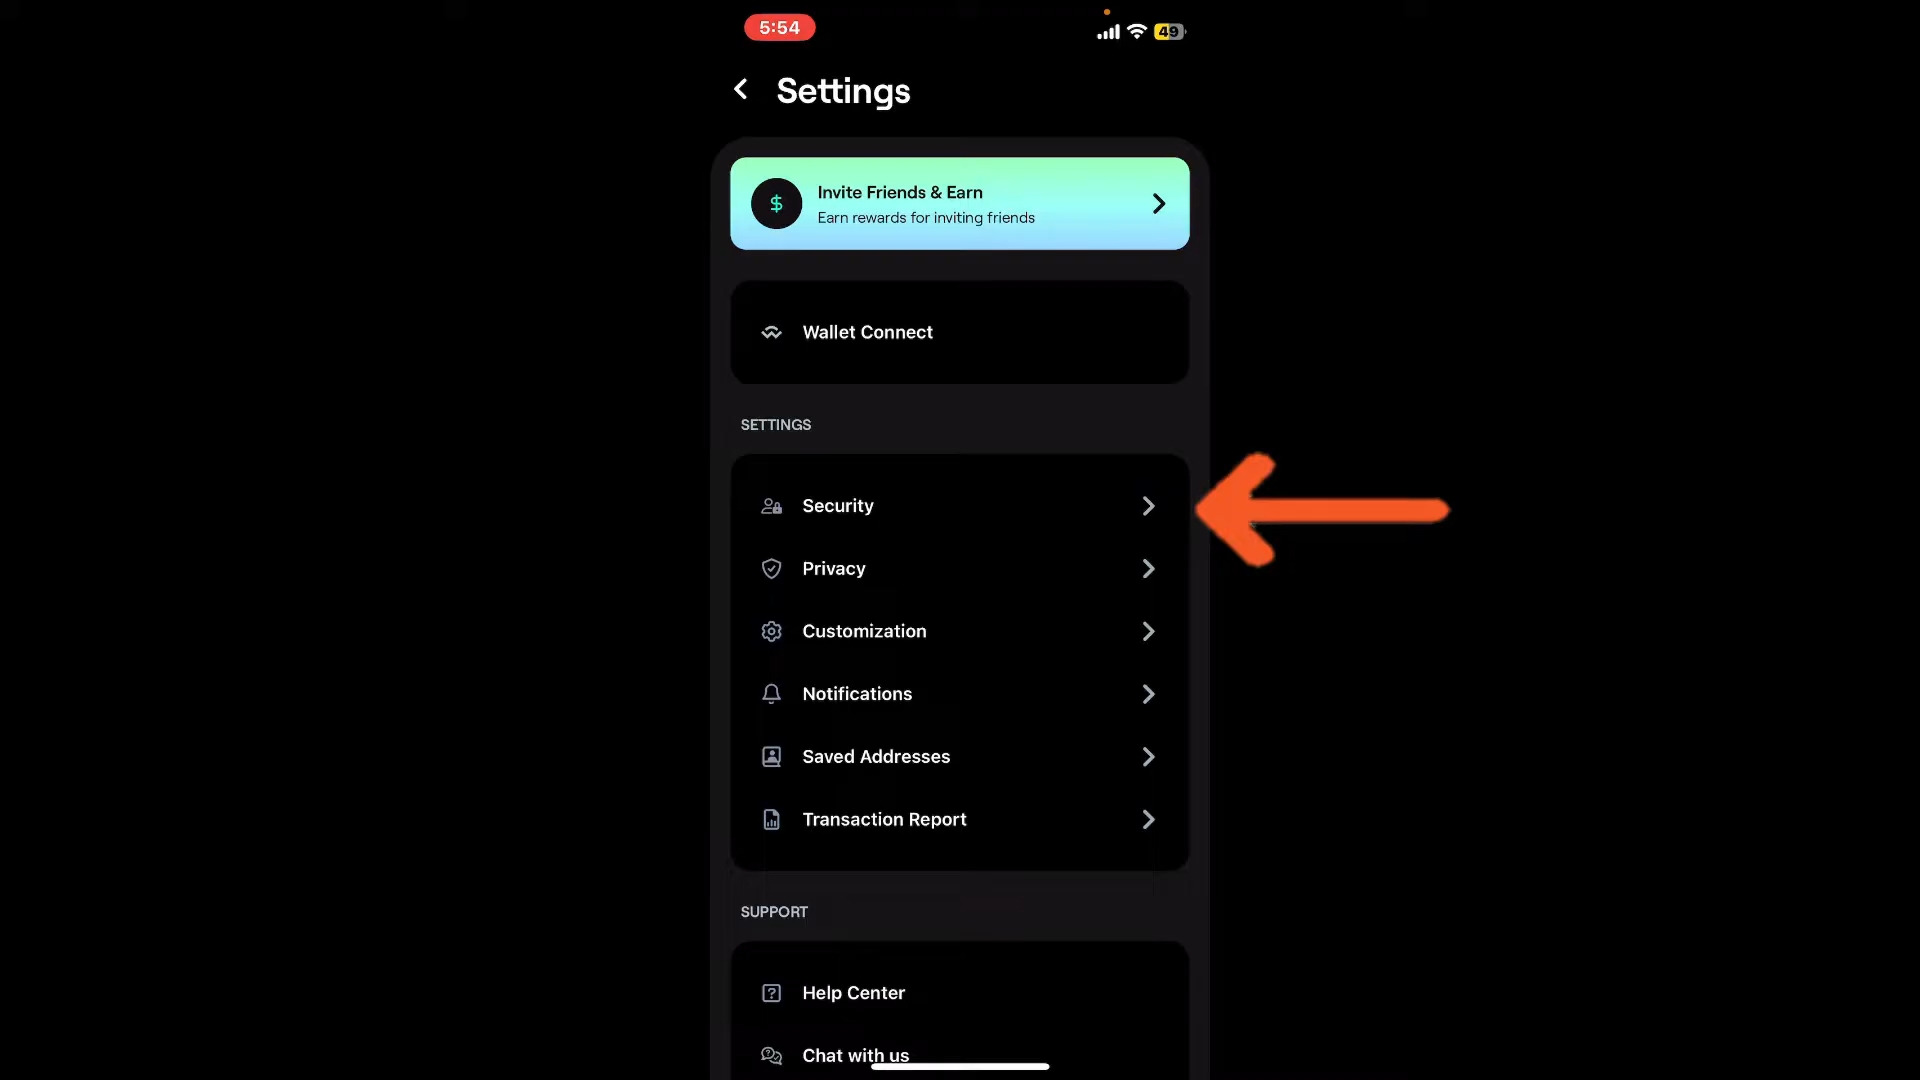 5:54
49
Settings
$
Invite Friends & Earn
Earn rewards for inviting friends
Wallet Connect
SETTINGS
Security
Privacy
Customization
Notifications
Saved Addresses
Transaction Report
SUPPORT
Help Center
Chat with us